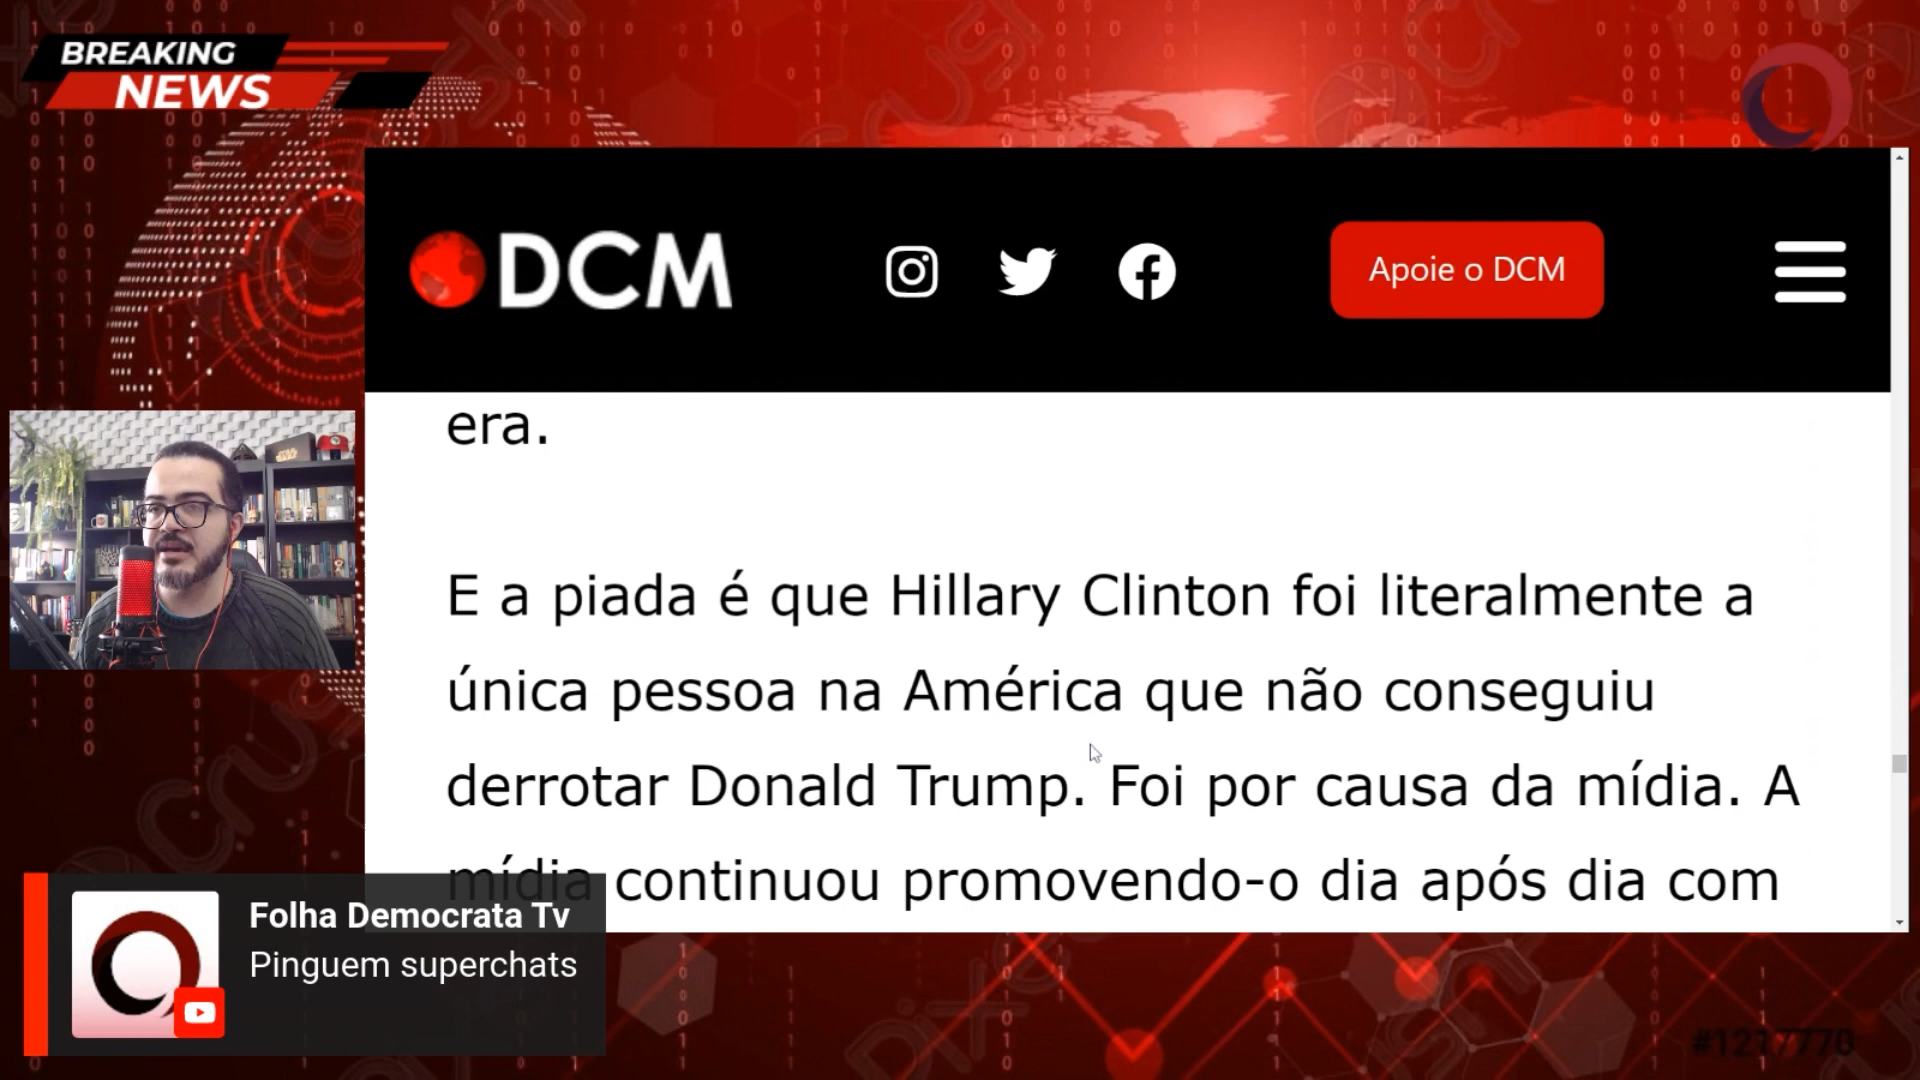 BREAKING
NEWS
DCM
Apoie o DCM
era.
E a piada é que Hillary Clinton foi literalmente a
única pessoa na América que não conseguiu
derrotar Donald Trump. Foi por causa da mídia. A
mídia continuou promovendo-o dia após dia com
Folha Democrata Tv
Pinguem superchats
#1217770